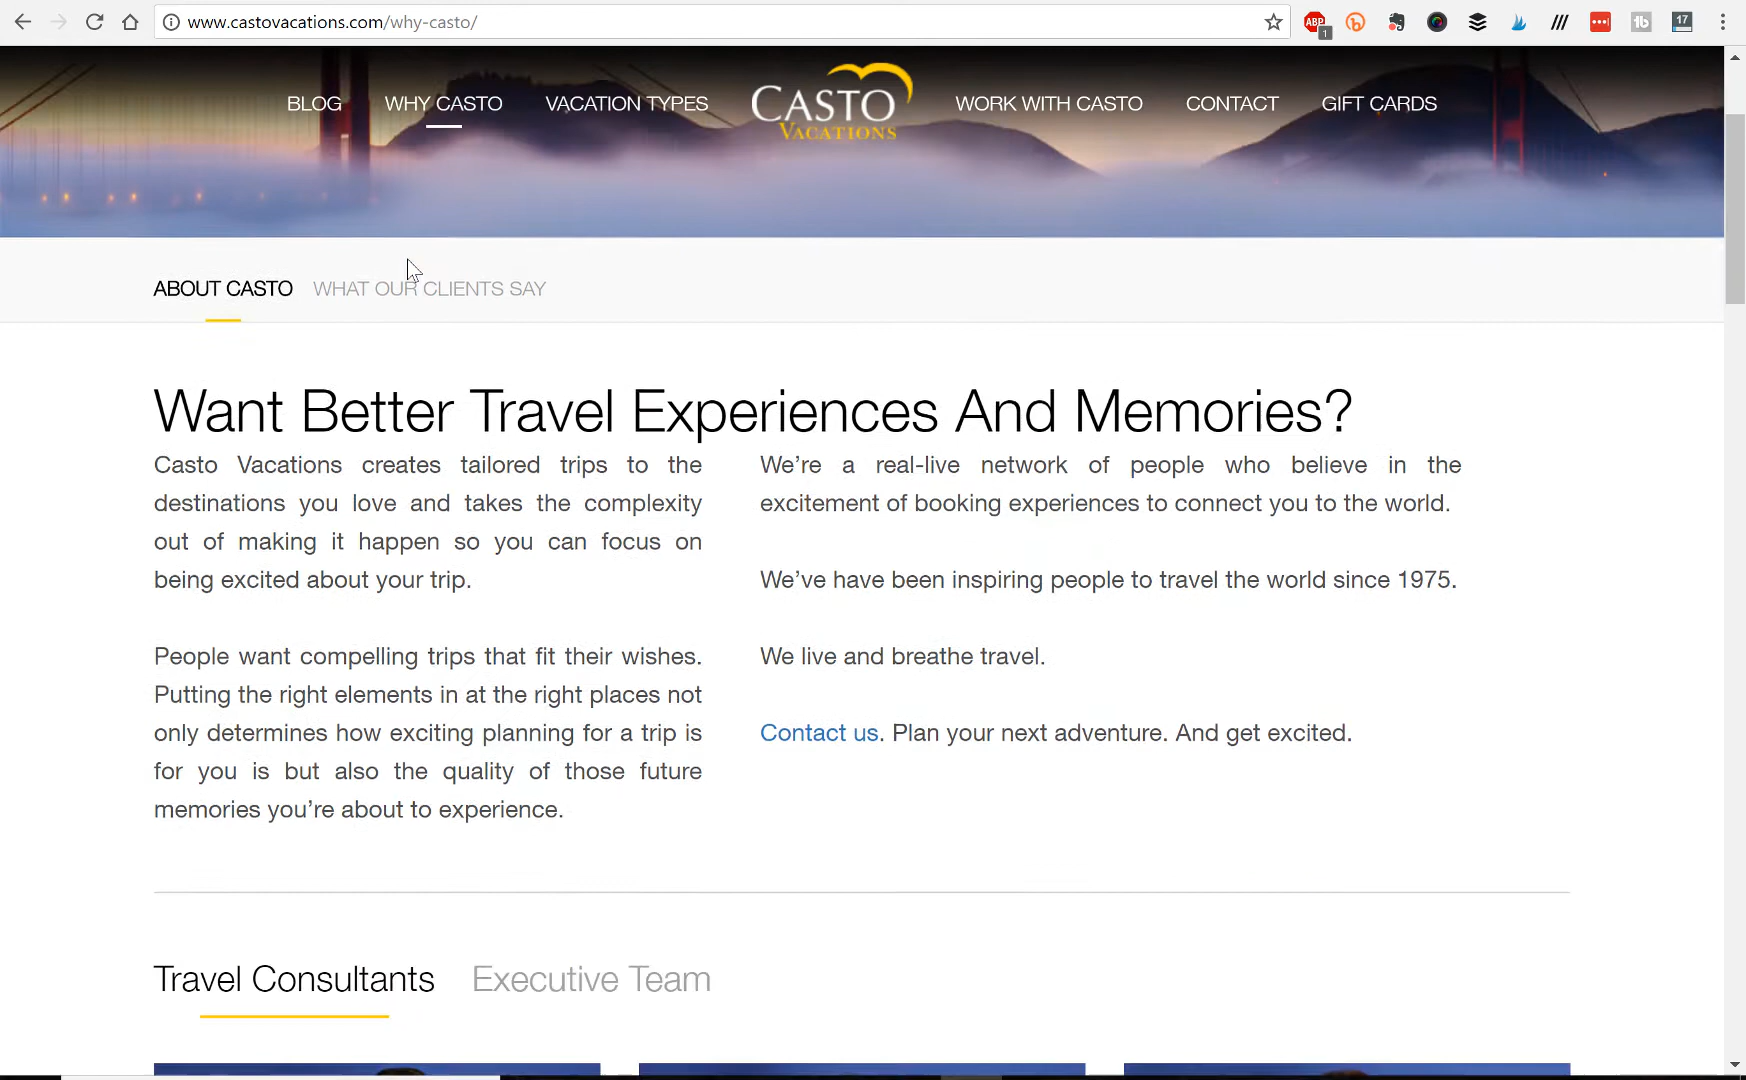 www.castovacations.com/why-casto/
ABP
1
17
BLOG WHY CASTO VACATION TYPES CASTO VACATIONS WORK WITH CASTO CONTACT GIFT CARDS
ABOUT CASTO WHAT OUR CLIENTS SAY
Want Better Travel Experiences And Memories?
Casto Vacations creates tailored trips to the
destinations you love and takes the complexity
out of making it happen so you can focus on
being excited about your trip.
People want compelling trips that fit their wishes.
Putting the right elements in at the right places not
only determines how exciting planning for a trip is
for you is but also the quality of those future
memories you're about to experience.
We're a real-live network of people who believe in the
excitement of booking experiences to connect you to the world.
We've have been inspiring people to travel the world since 1975.
We live and breathe travel.
Contact us. Plan your next adventure. And get excited.
Travel Consultants Executive Team